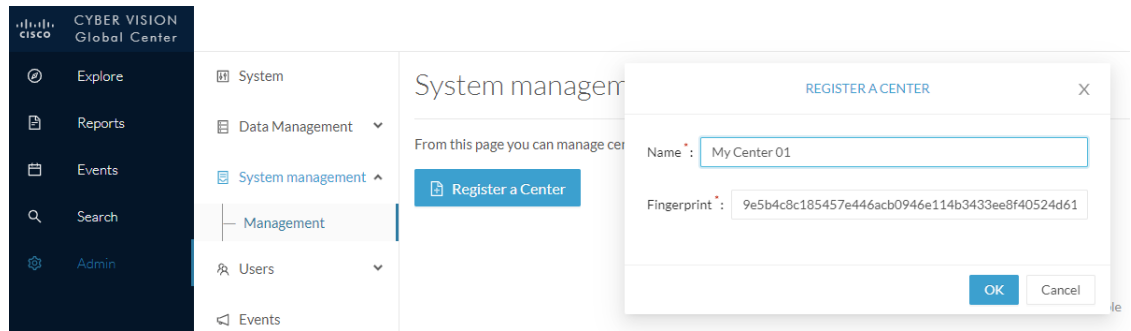 CISCO
CYBER VISION
Global Center
Explore
Reports
Events
Search
Admin
System
Data Management
System management
Management
Users
Events
System managem
From this page you can manage cer
Register a Center
REGISTER A CENTER
X
Name * : My Center 01
Fingerprint * : 9e5b4c8c185457e446acb0946e114b3433ee8f40524d61
OK Cancel